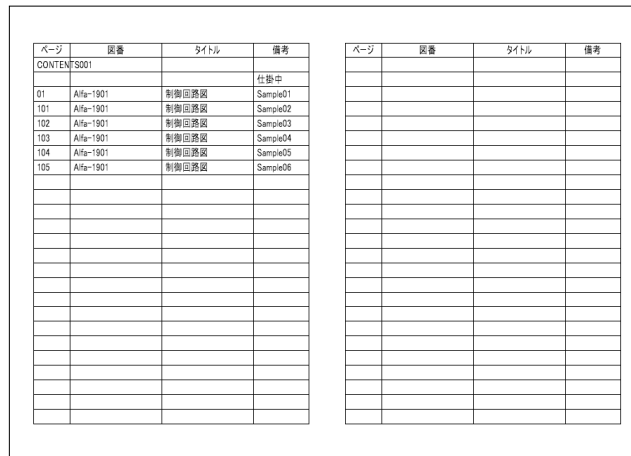 ページ 図番 タイトル 備考
CONTENTS001
仕掛中
01 Alfa-1901 制御回路図 Sample01
101 Alfa-1901 制御回路図 Sample02
102 Alfa-1901 制御回路図 Sample03
103 Alfa-1901 制御回路図 Sample04
104 Alfa-1901 制御回路図 Sample05
105 Alfa-1901 制御回路図 Sample06
ページ 図番 タイトル 備考